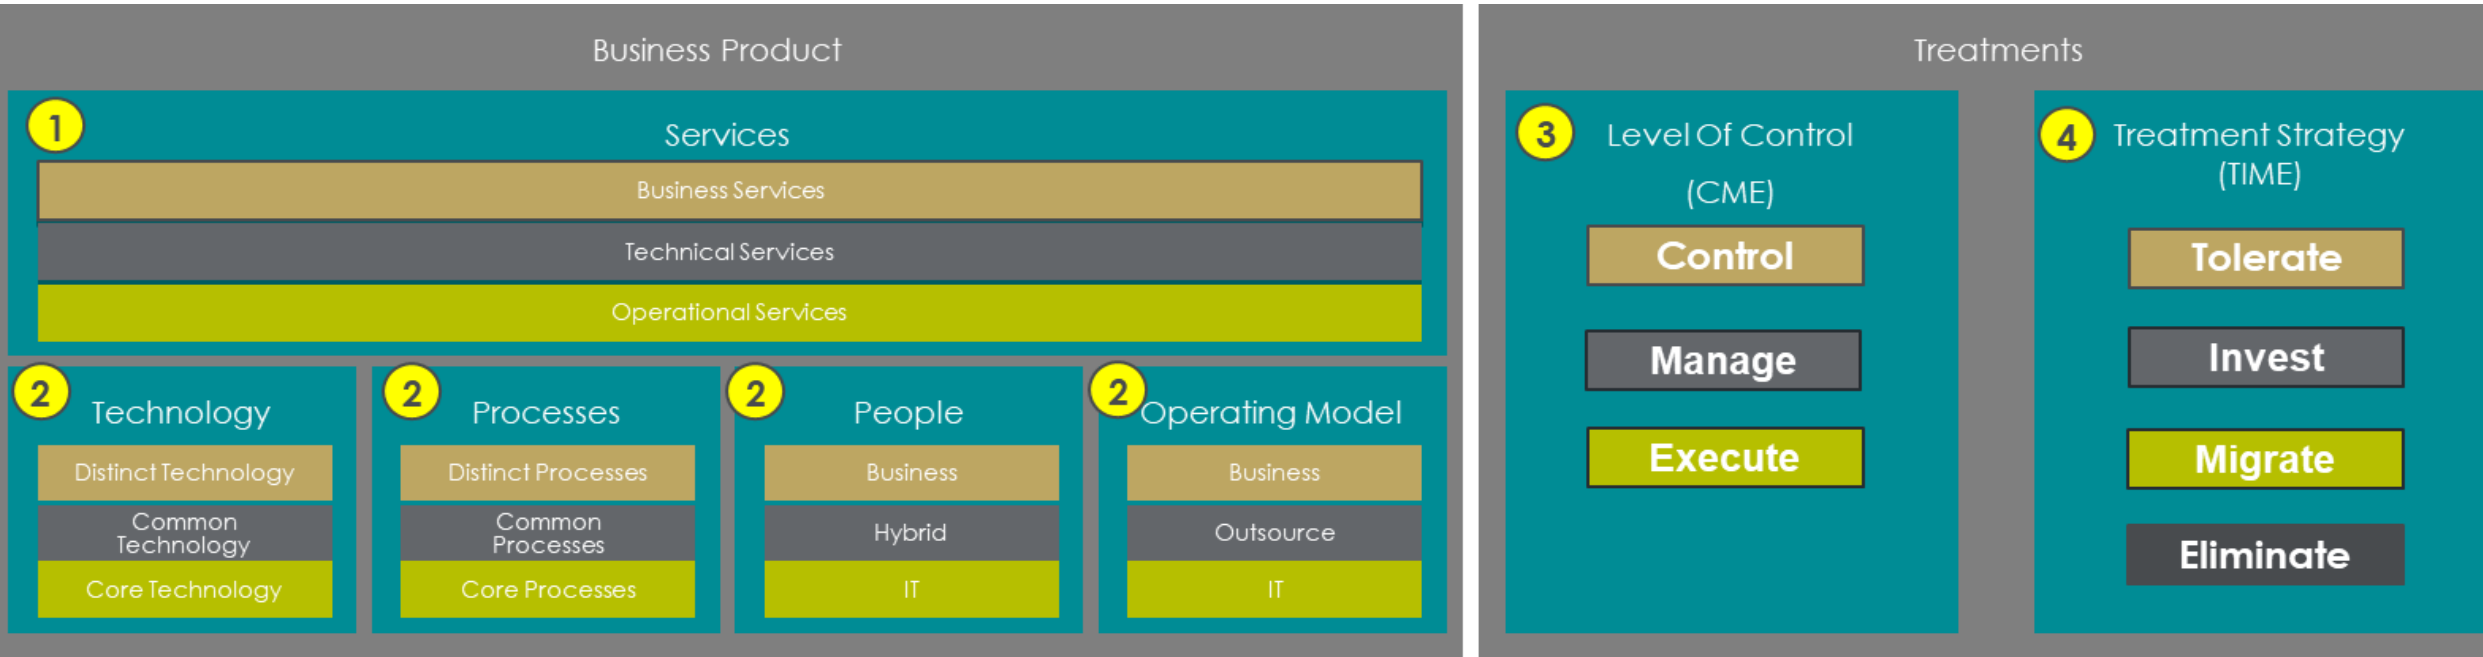 Business Product
1
Services
Business Services
Technical Services
Operational Services
2
Technology
Distinct Technology
Common
Technology
Core Technology
2
Processes
Distinct Processes
Common
Processes
Core Processes
2
People
Business
Hybrid
IT
2
Operating Model
Business
Outsource
IT
Treatments
3
Level Of Control
(CME)
Control
Manage
Execute
4
Treatment Strategy
(TIME)
Tolerate
Invest
Migrate
Eliminate